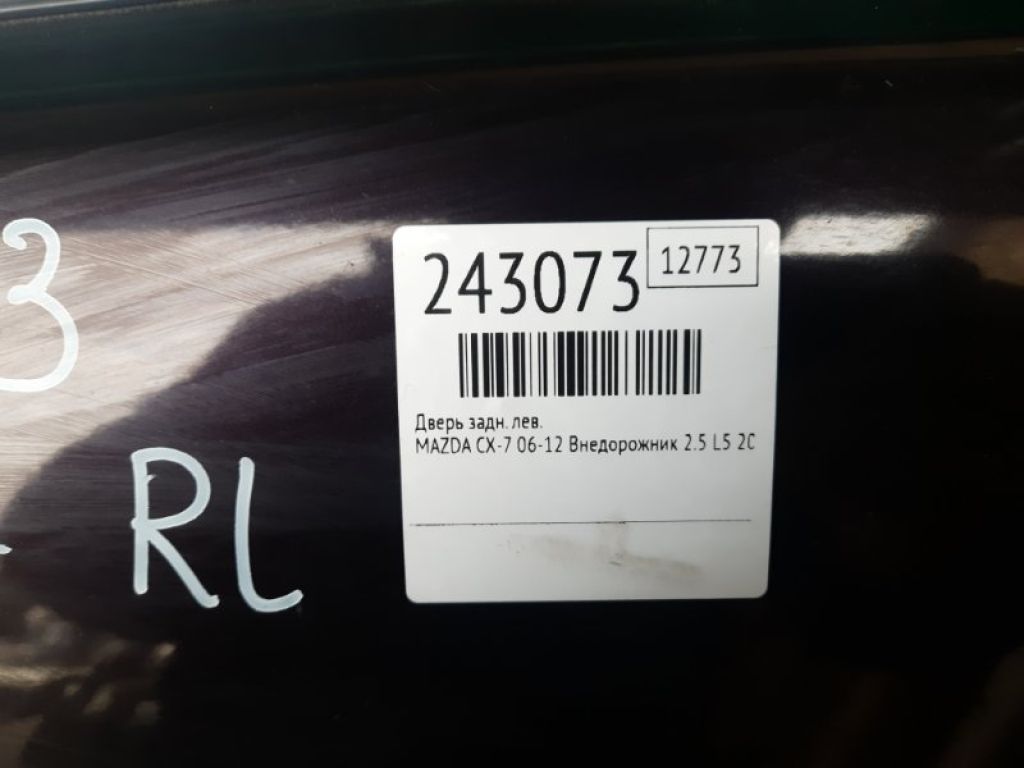 243073
12773
Дверь задн. лев.
MAZDA CX-7 06-12 Внедорожник 2.5 L5 2C
3
RL